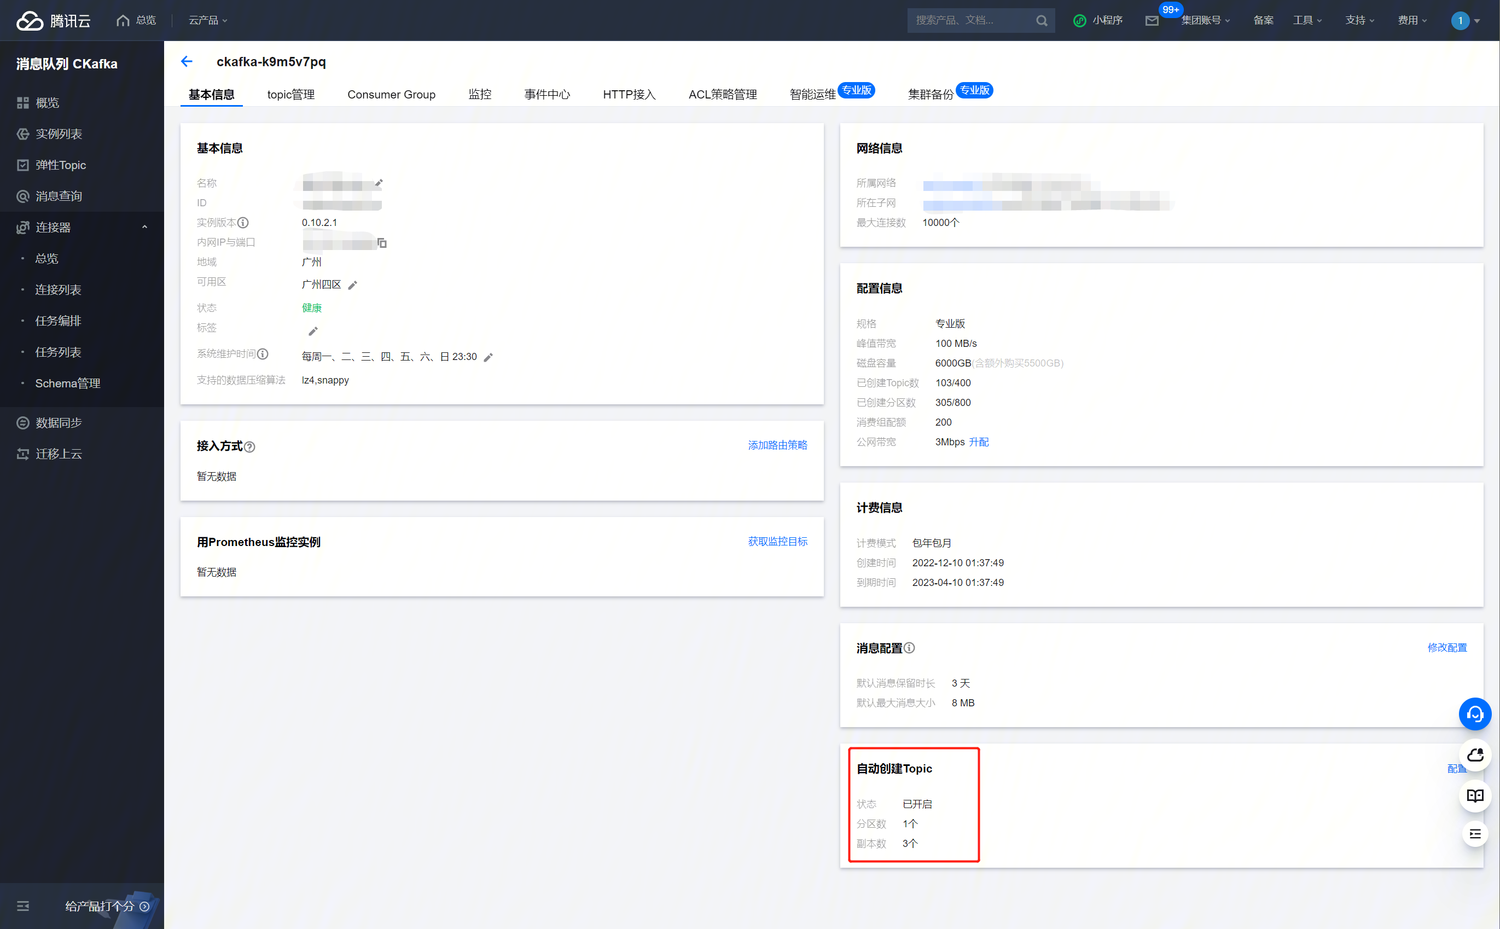 腾讯云
总览
云产品
搜索产品、文档...
小程序
99+
集团账号
备案
工具
支持
费用
1
消息队列 CKafka
概览
实例列表
弹性Topic
消息查询
连接器
总览
连接列表
任务编排
任务列表
Schema管理
数据同步
迁移上云
给产品打个分
ckafka-k9m5v7pq
基本信息
topic管理
Consumer Group
监控
事件中心
HTTP接入
ACL策略管理
智能运维 专业版
集群备份 专业版
基本信息
名称
ID
实例版本 0.10.2.1
内网IP与端口
地域 广州
可用区 广州四区
状态 健康
标签
系统维护时间 每周一、二、三、四、五、六、日 23:30
支持的数据压缩算法 lz4,snappy
接入方式
添加路由策略
暂无数据
用Prometheus监控实例
获取监控目标
暂无数据
网络信息
所属网络
所在子网
最大连接数 10000个
配置信息
规格 专业版
峰值带宽 100 MB/s
磁盘容量 6000GB(含额外购买5500GB)
已创建Topic数 103/400
已创建分区数 305/800
消费组配额 200
公网带宽 3Mbps 升配
计费信息
计费模式 包年包月
创建时间 2022-12-10 01:37:49
到期时间 2023-04-10 01:37:49
消息配置
修改配置
默认消息保留时长 3 天
默认最大消息大小 8 MB
自动创建Topic
配置
状态 已开启
分区数 1个
副本数 3个